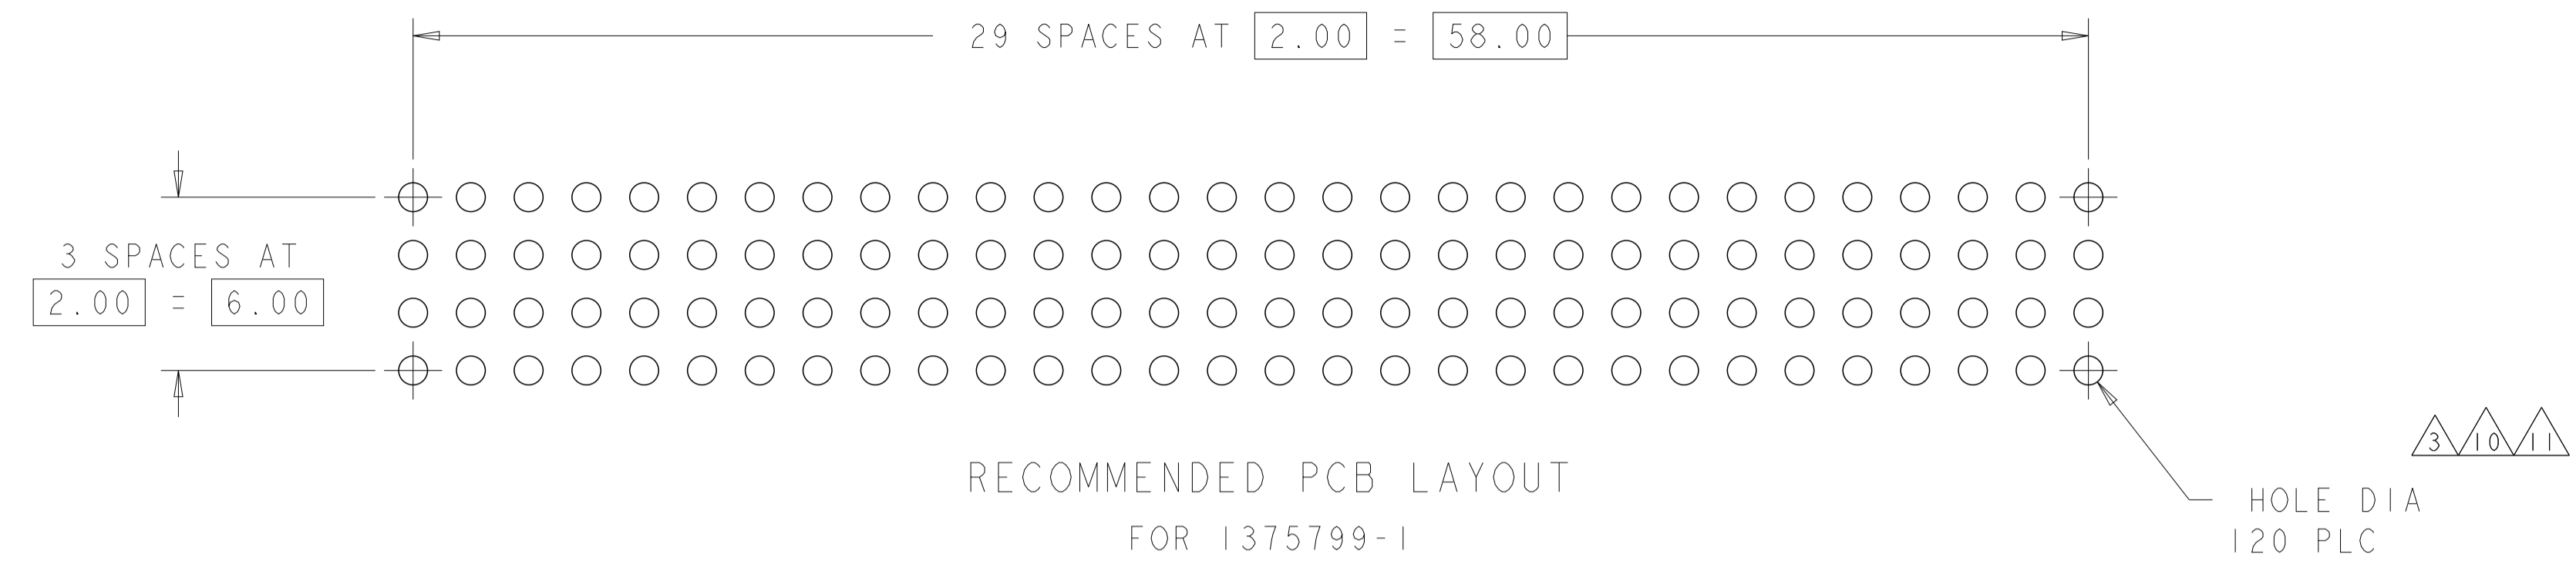 29 SPACES AT 2.00 = 58.00
3 SPACES AT
2.00 = 6.00
3 10 11
RECOMMENDED PCB LAYOUT
FOR 1375799-1
HOLE DIA
120 PLC